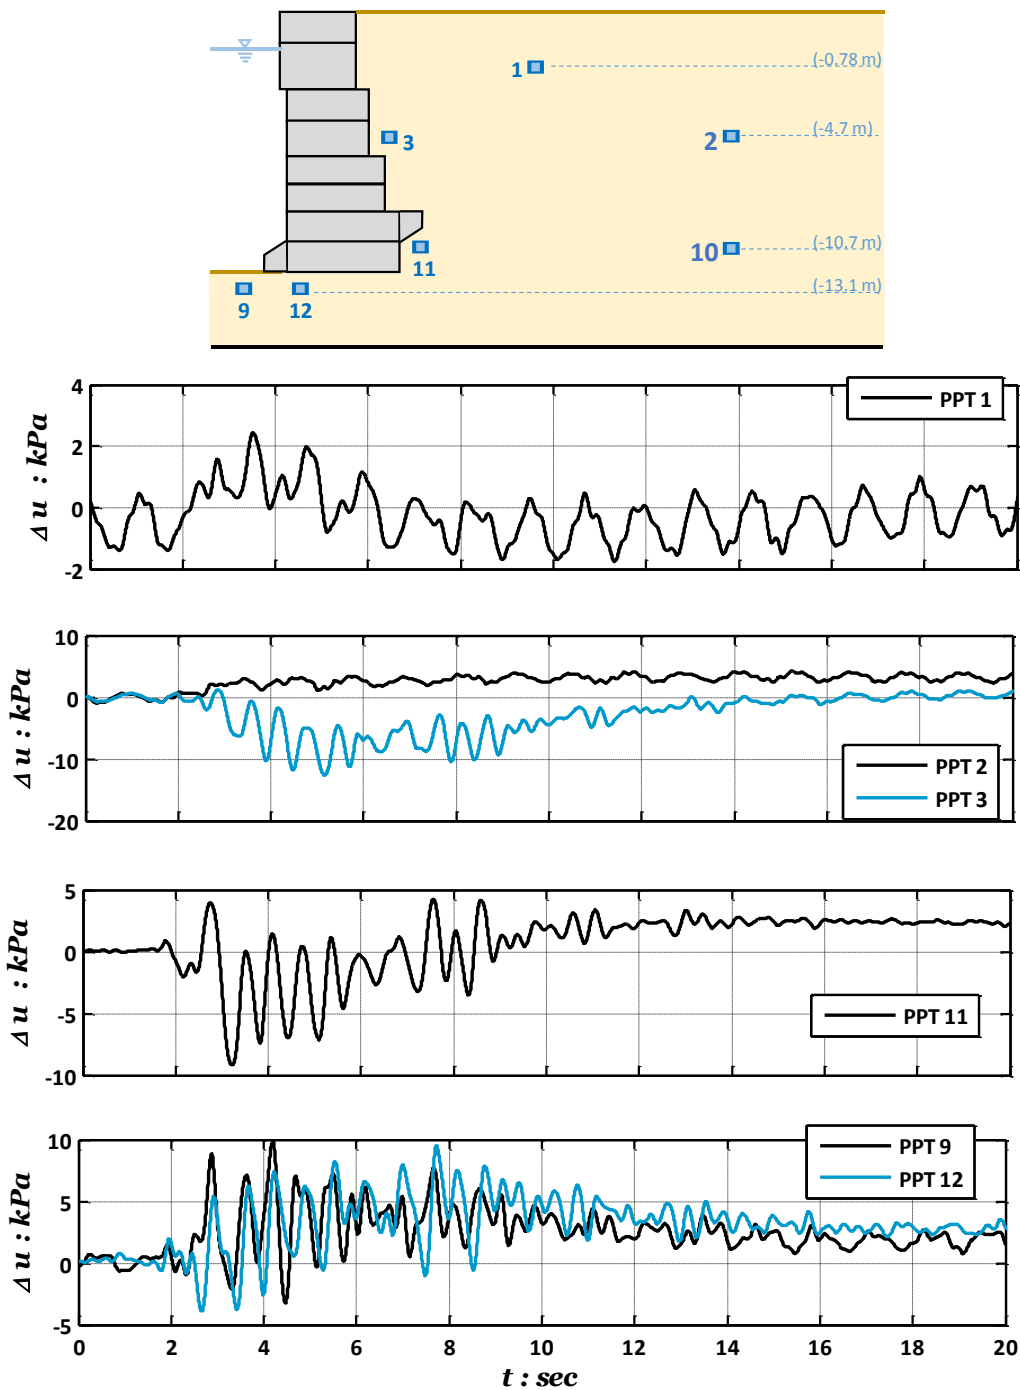 1
(-0.78 m)
3
2
(-4.7 m)
11
10
(-10.7 m)
9
12
(-13.1 m)
4
2
0
-2
Δu : kPa
PPT 1
10
0
-10
-20
Δu : kPa
PPT 2
PPT 3
5
0
-5
-10
Δu : kPa
PPT 11
10
5
0
-5
Δu : kPa
PPT 9
PPT 12
0 2 4 6 8 10 12 14 16 18 20
t : sec